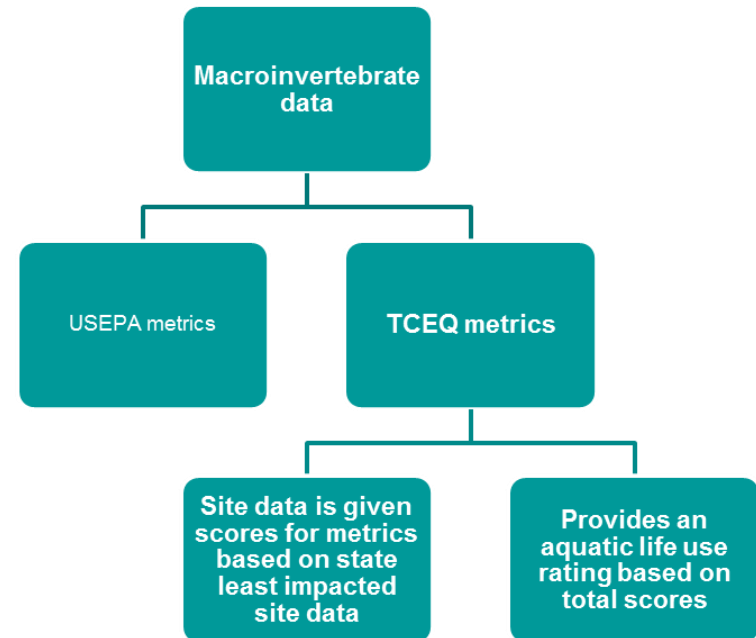 Macroinvertebrate
data
USEPA metrics
TCEQ metrics
Site data is given
scores for metrics
based on state
least impacted
site data
Provides an
aquatic life use
rating based on
total scores